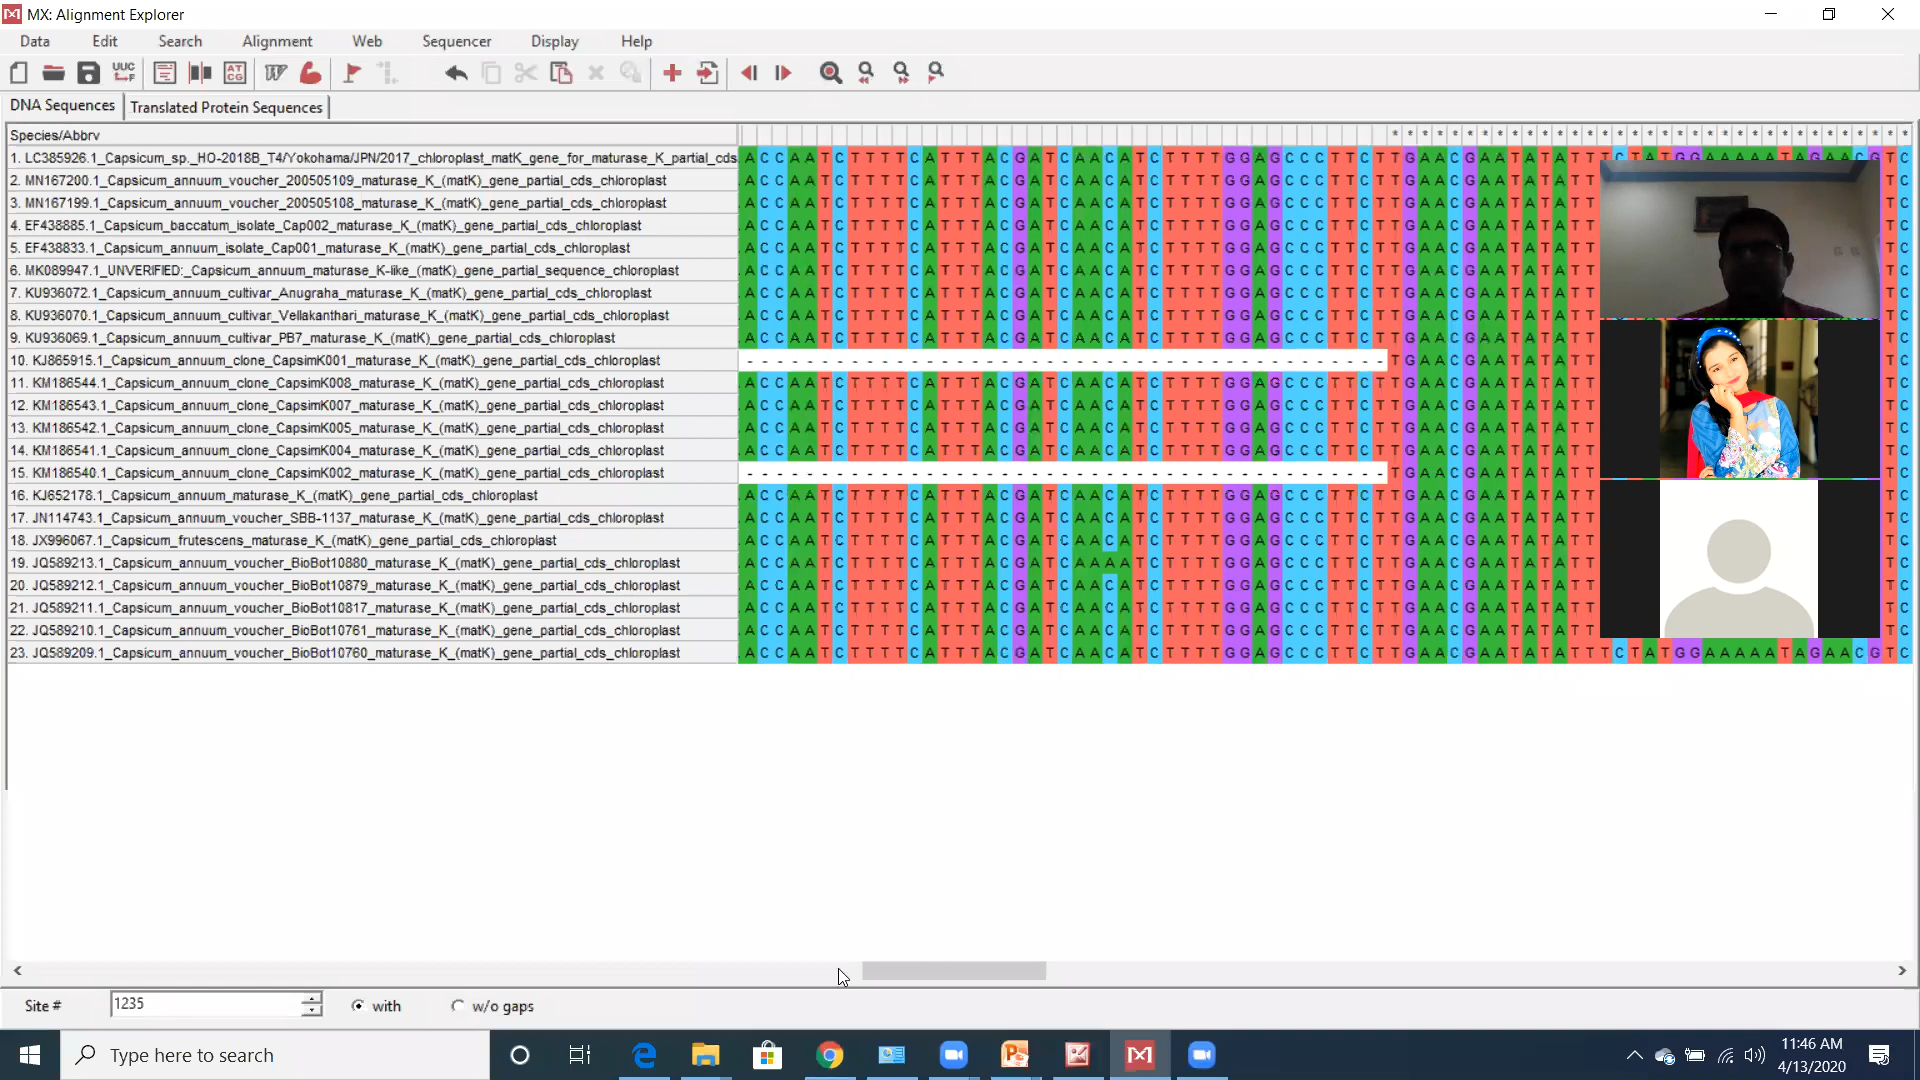 MX: Alignment Explorer
Data Edit Search Alignment Web Sequencer Display Help
DNA Sequences Translated Protein Sequences
Species/Abbrv * * * * * * * * * * * * * * * * * * * * * * * * * * * * * * * * * * *
1. LC385926.1_Capsicum_sp._HO-2018B_T4/Yokohama/JPN/2017_chloroplast_matK_gene_for_maturase_K_partial_cds. A C C A A T C T T T T C A T T T A C G A T C A A C A T C T T T T G G A G C C C T T C T T G A A C G A A T A T A T T T C T A T G G A A A A A T A G A A C G T C
2. MN167200.1_Capsicum_annuum_voucher_200505109_maturase_K_(matK)_gene_partial_cds_chloroplast A C C A A T C T T T T C A T T T A C G A T C A A C A T C T T T T G G A G C C C T T C T T G A A C G A A T A T A T T T C
3. MN167199.1_Capsicum_annuum_voucher_200505108_maturase_K_(matK)_gene_partial_cds_chloroplast A C C A A T C T T T T C A T T T A C G A T C A A C A T C T T T T G G A G C C C T T C T T G A A C G A A T A T A T T T C
4. EF438885.1_Capsicum_baccatum_isolate_Cap002_maturase_K_(matK)_gene_partial_cds_chloroplast A C C A A T C T T T T C A T T T A C G A T C A A C A T C T T T T G G A G C C C T T C T T G A A C G A A T A T A T T T C
5. EF438833.1_Capsicum_annuum_isolate_Cap001_maturase_K_(matK)_gene_partial_cds_chloroplast A C C A A T C T T T T C A T T T A C G A T C A A C A T C T T T T G G A G C C C T T C T T G A A C G A A T A T A T T T C
6. MK089947.1_UNVERIFIED:_Capsicum_annuum_maturase_K-like_(matK)_gene_partial_sequence_chloroplast A C C A A T C T T T T C A T T T A C G A T C A A C A T C T T T T G G A G C C C T T C T T G A A C G A A T A T A T T T C
7. KU936072.1_Capsicum_annuum_cultivar_Anugraha_maturase_K_(matK)_gene_partial_cds_chloroplast A C C A A T C T T T T C A T T T A C G A T C A A C A T C T T T T G G A G C C C T T C T T G A A C G A A T A T A T T T C
8. KU936070.1_Capsicum_annuum_cultivar_Vellakanthari_maturase_K_(matK)_gene_partial_cds_chloroplast A C C A A T C T T T T C A T T T A C G A T C A A C A T C T T T T G G A G C C C T T C T T G A A C G A A T A T A T T T C
9. KU936069.1_Capsicum_annuum_cultivar_PB7_maturase_K_(matK)_gene_partial_cds_chloroplast A C C A A T C T T T T C A T T T A C G A T C A A C A T C T T T T G G A G C C C T T C T T G A A C G A A T A T A T T T C
10. KJ865915.1_Capsicum_annuum_clone_CapsimK001_maturase_K_(matK)_gene_partial_cds_chloroplast - - - - - - - - - - - - - - - - - - - - - - - - - - - - - - - - - - - - - - - - - - - T G A A C G A A T A T A T T T C
11. KM186544.1_Capsicum_annuum_clone_CapsimK008_maturase_K_(matK)_gene_partial_cds_chloroplast A C C A A T C T T T T C A T T T A C G A T C A A C A T C T T T T G G A G C C C T T C T T G A A C G A A T A T A T T T C
12. KM186543.1_Capsicum_annuum_clone_CapsimK007_maturase_K_(matK)_gene_partial_cds_chloroplast A C C A A T C T T T T C A T T T A C G A T C A A C A T C T T T T G G A G C C C T T C T T G A A C G A A T A T A T T T C
13. KM186542.1_Capsicum_annuum_clone_CapsimK005_maturase_K_(matK)_gene_partial_cds_chloroplast A C C A A T C T T T T C A T T T A C G A T C A A C A T C T T T T G G A G C C C T T C T T G A A C G A A T A T A T T T C
14. KM186541.1_Capsicum_annuum_clone_CapsimK004_maturase_K_(matK)_gene_partial_cds_chloroplast A C C A A T C T T T T C A T T T A C G A T C A A C A T C T T T T G G A G C C C T T C T T G A A C G A A T A T A T T T C
15. KM186540.1_Capsicum_annuum_clone_CapsimK002_maturase_K_(matK)_gene_partial_cds_chloroplast - - - - - - - - - - - - - - - - - - - - - - - - - - - - - - - - - - - - - - - - - - - T G A A C G A A T A T A T T T C
16. KJ652178.1_Capsicum_annuum_maturase_K_(matK)_gene_partial_cds_chloroplast A C C A A T C T T T T C A T T T A C G A T C A A C A T C T T T T G G A G C C C T T C T T G A A C G A A T A T A T T T C
17. JN114743.1_Capsicum_annuum_voucher_SBB-1137_maturase_K_(matK)_gene_partial_cds_chloroplast A C C A A T C T T T T C A T T T A C G A T C A A C A T C T T T T G G A G C C C T T C T T G A A C G A A T A T A T T T C
18. JX996067.1_Capsicum_frutescens_maturase_K_(matK)_gene_partial_cds_chloroplast A C C A A T C T T T T C A T T T A C G A T C A A C A T C T T T T G G A G C C C T T C T T G A A C G A A T A T A T T T C
19. JQ589213.1_Capsicum_annuum_voucher_BioBot10880_maturase_K_(matK)_gene_partial_cds_chloroplast A C C A A T C T T T T C A T T T A C G A T C A A A A T C T T T T G G A G C C C T T C T T G A A C G A A T A T A T T T C
20. JQ589212.1_Capsicum_annuum_voucher_BioBot10879_maturase_K_(matK)_gene_partial_cds_chloroplast A C C A A T C T T T T C A T T T A C G A T C A A C A T C T T T T G G A G C C C T T C T T G A A C G A A T A T A T T T C
21. JQ589211.1_Capsicum_annuum_voucher_BioBot10817_maturase_K_(matK)_gene_partial_cds_chloroplast A C C A A T C T T T T C A T T T A C G A T C A A C A T C T T T T G G A G C C C T T C T T G A A C G A A T A T A T T T C
22. JQ589210.1_Capsicum_annuum_voucher_BioBot10761_maturase_K_(matK)_gene_partial_cds_chloroplast A C C A A T C T T T T C A T T T A C G A T C A A C A T C T T T T G G A G C C C T T C T T G A A C G A A T A T A T T T C
23. JQ589209.1_Capsicum_annuum_voucher_BioBot10760_maturase_K_(matK)_gene_partial_cds_chloroplast A C C A A T C T T T T C A T T T A C G A T C A A C A T C T T T T G G A G C C C T T C T T G A A C G A A T A T A T T T C T A T G G A A A A A T A G A A C G T C
Site # 1235 with w/o gaps
Type here to search
11:46 AM
4/13/2020